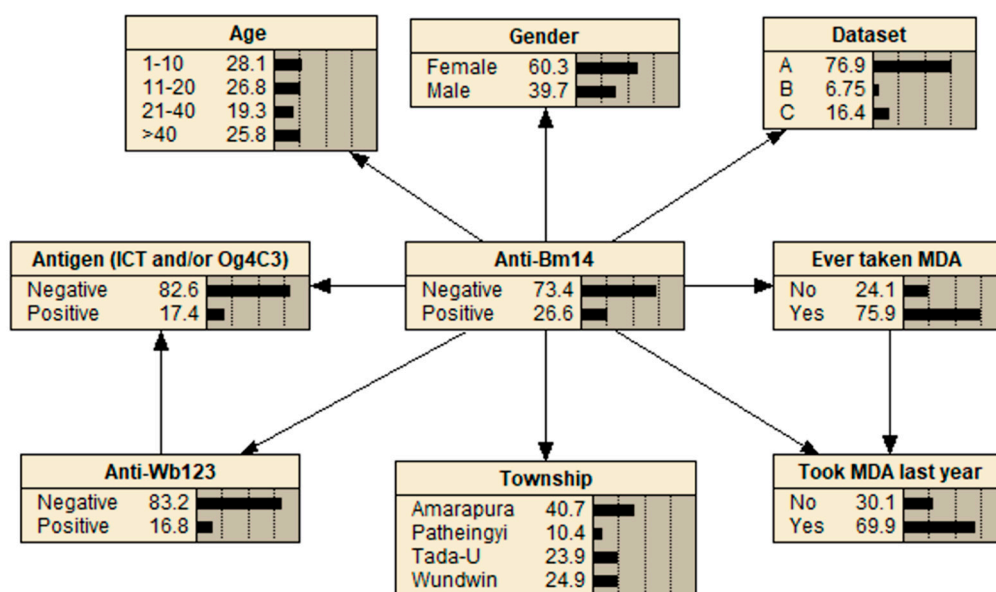 Age
1-10 28.1
11-20 26.8
21-40 19.3
>40 25.8
Gender
Female 60.3
Male 39.7
Dataset
A 76.9
B 6.75
C 16.4
Antigen (ICT and/or Og4C3)
Negative 82.6
Positive 17.4
Anti-Bm14
Negative 73.4
Positive 26.6
Ever taken MDA
No 24.1
Yes 75.9
Anti-Wb123
Negative 83.2
Positive 16.8
Township
Amarapura 40.7
Patheingyi 10.4
Tada-U 23.9
Wundwin 24.9
Took MDA last year
No 30.1
Yes 69.9